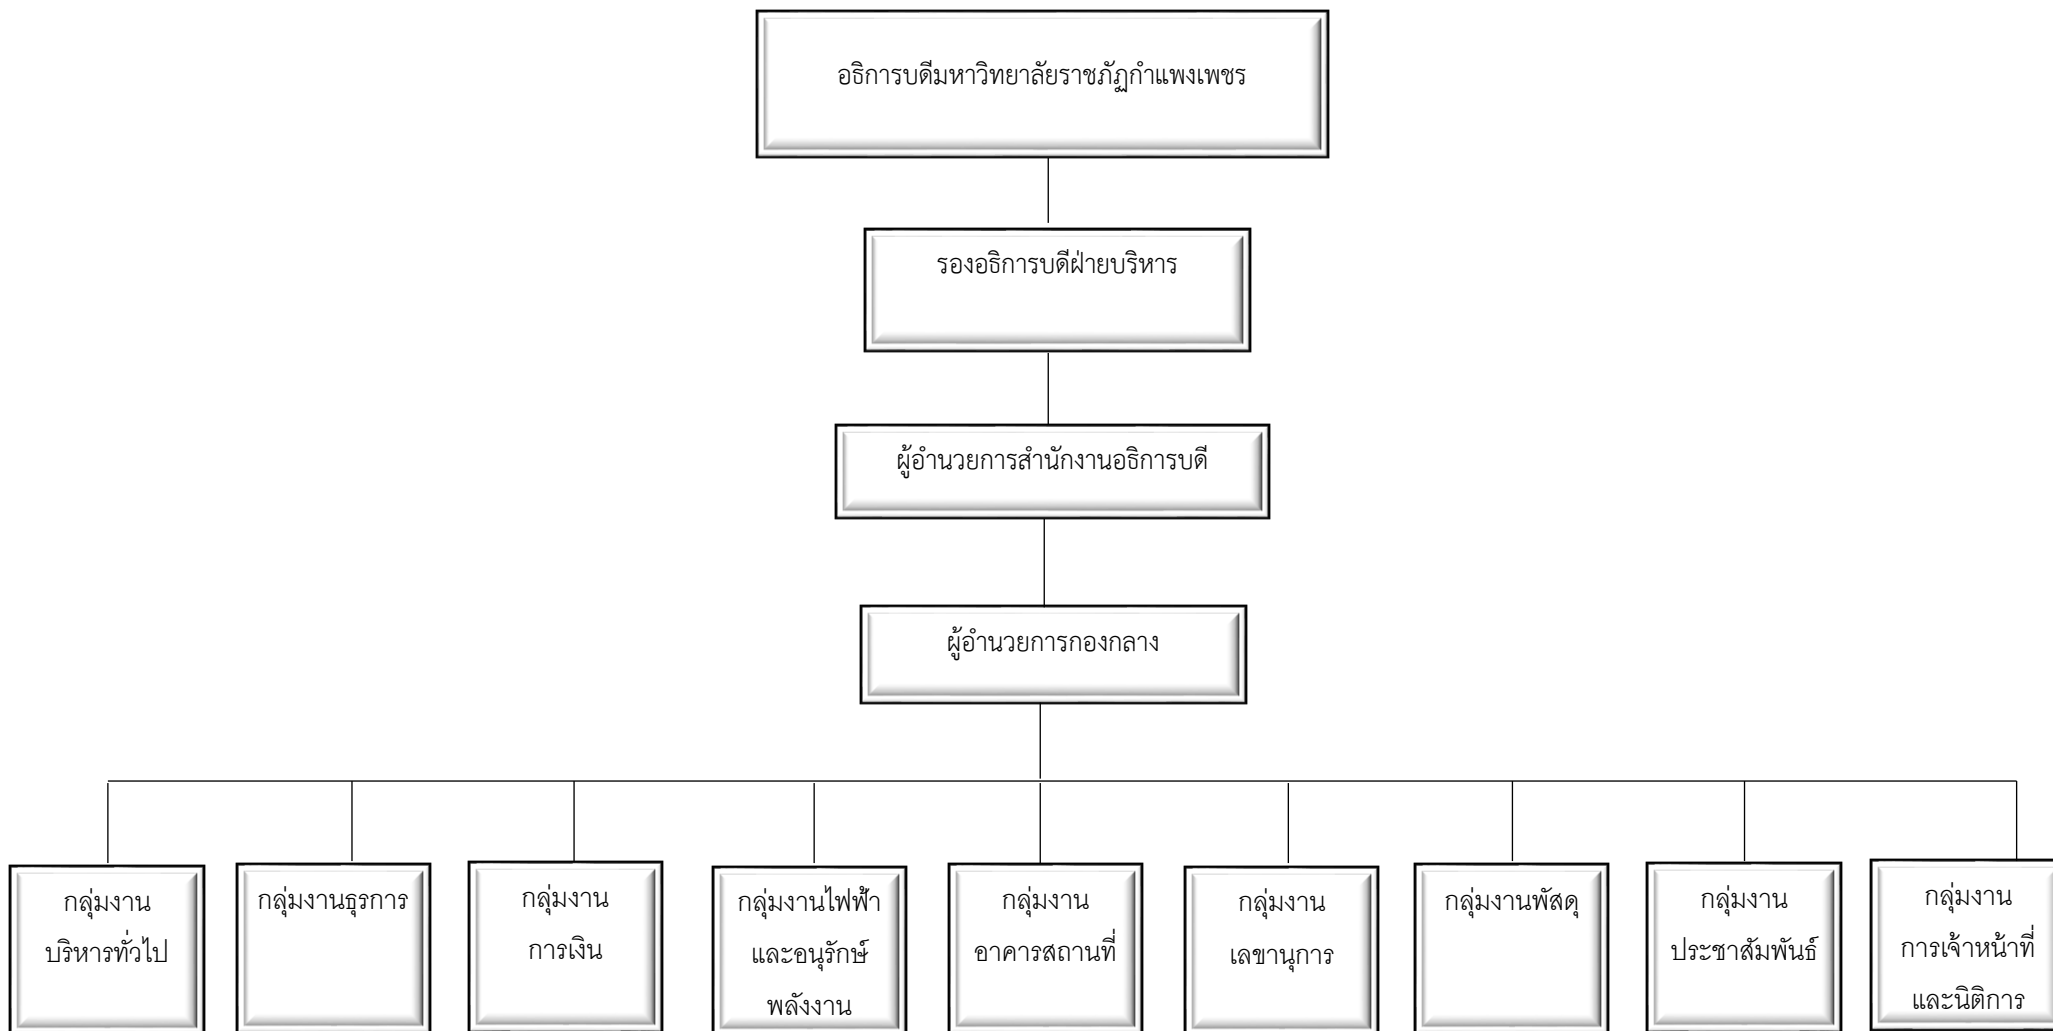 อธิการบดีมหาวิทยาลัยราชภัฏกำแพงเพชร
รองอธิการบดีฝ่ายบริหาร
ผู้อำนวยการสำนักงานอธิการบดี
ผู้อำนวยการกองกลาง
กลุ่มงาน
บริหารทั่วไป
กลุ่มงานธุรการ
กลุ่มงาน
การเงิน
กลุ่มงานไฟฟ้า
และอนุรักษ์
พลังงาน
กลุ่มงาน
อาคารสถานที่
กลุ่มงาน
เลขานุการ
กลุ่มงานพัสดุ
กลุ่มงาน
ประชาสัมพันธ์
กลุ่มงาน
การเจ้าหน้าที่
และนิติการ